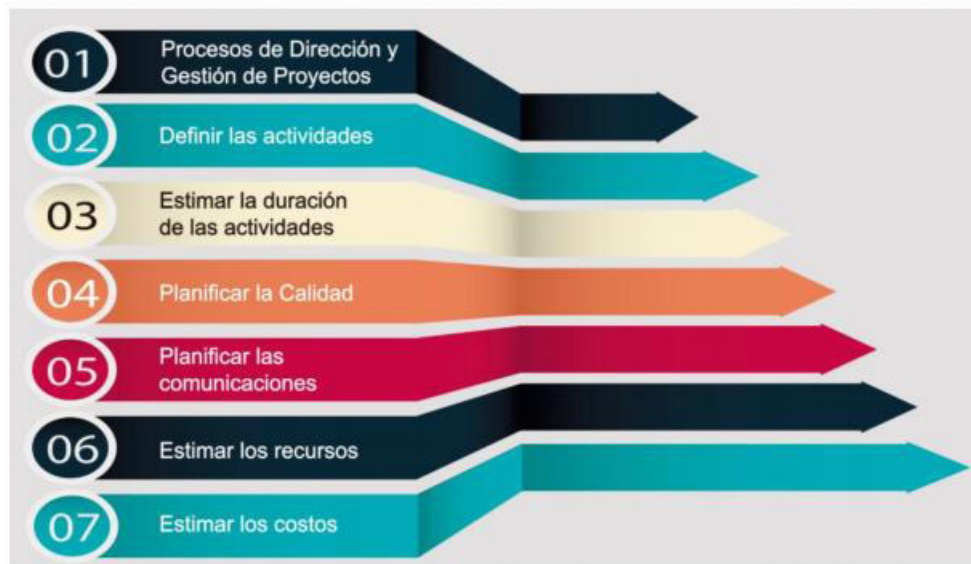 01
Procesos de Dirección y
Gestión de Proyectos
02
Definir las actividades
03
Estimar la duración
de las actividades
04
Planificar la Calidad
05
Planificar las
comunicaciones
06
Estimar los recursos
07
Estimar los costos